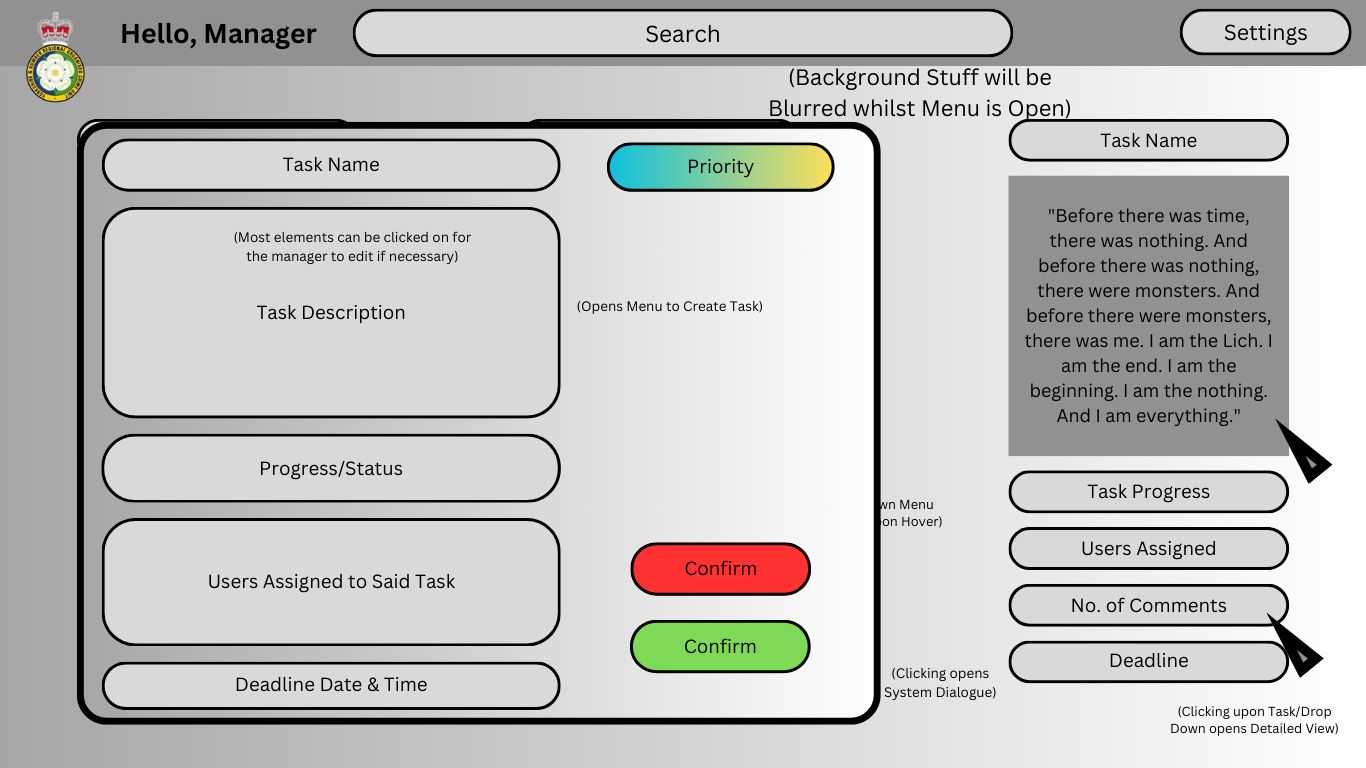 Hello, Manager
Search
Settings
(Background Stuff will be
Blurred whilst Menu is Open)
Task Name
Priority
(Most elements can be clicked on for
the manager to edit if necessary)
Task Description
(Opens Menu to Create Task)
Progress/Status
Users Assigned to Said Task
Deadline Date & Time
Confirm
Confirm
Menu
Hover)
(Clicking opens
System Dialogue)
Task Name
"Before there was time,
there was nothing. And
before there was nothing,
there were monsters. And
before there were monsters,
there was me. I am the Lich. I
am the end. I am the
beginning. I am the nothing.
And I am everything."
Task Progress
Users Assigned
No. of Comments
Deadline
(Clicking upon Task/Drop
Down opens Detailed View)